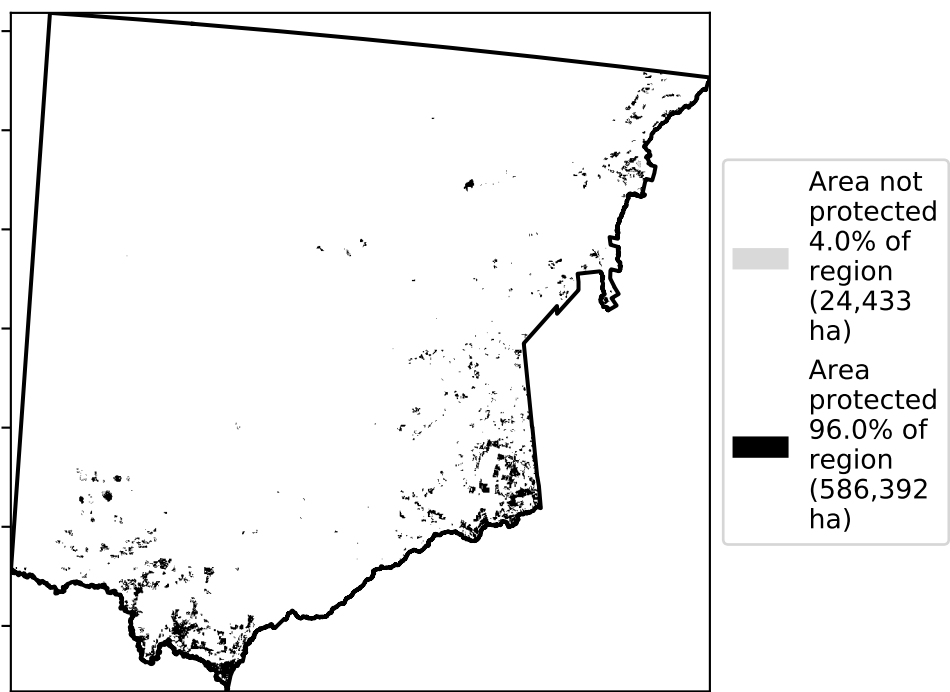 Area not
protected
4.0% of
region
(24,433
ha)
Area
protected
96.0% of
region
(586,392
ha)